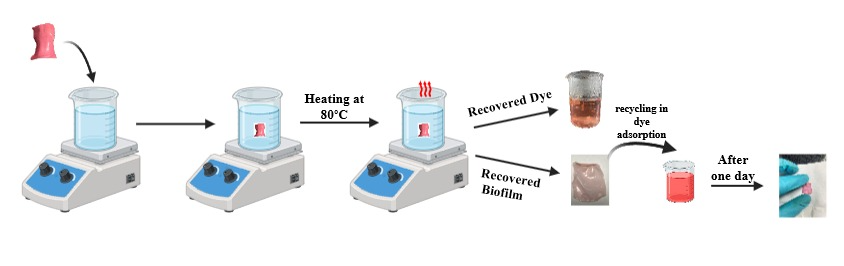 Heating at
80°C
Recovered Dye
Recovered
Biofilm
recycling in
dye
adsorption
After
one day